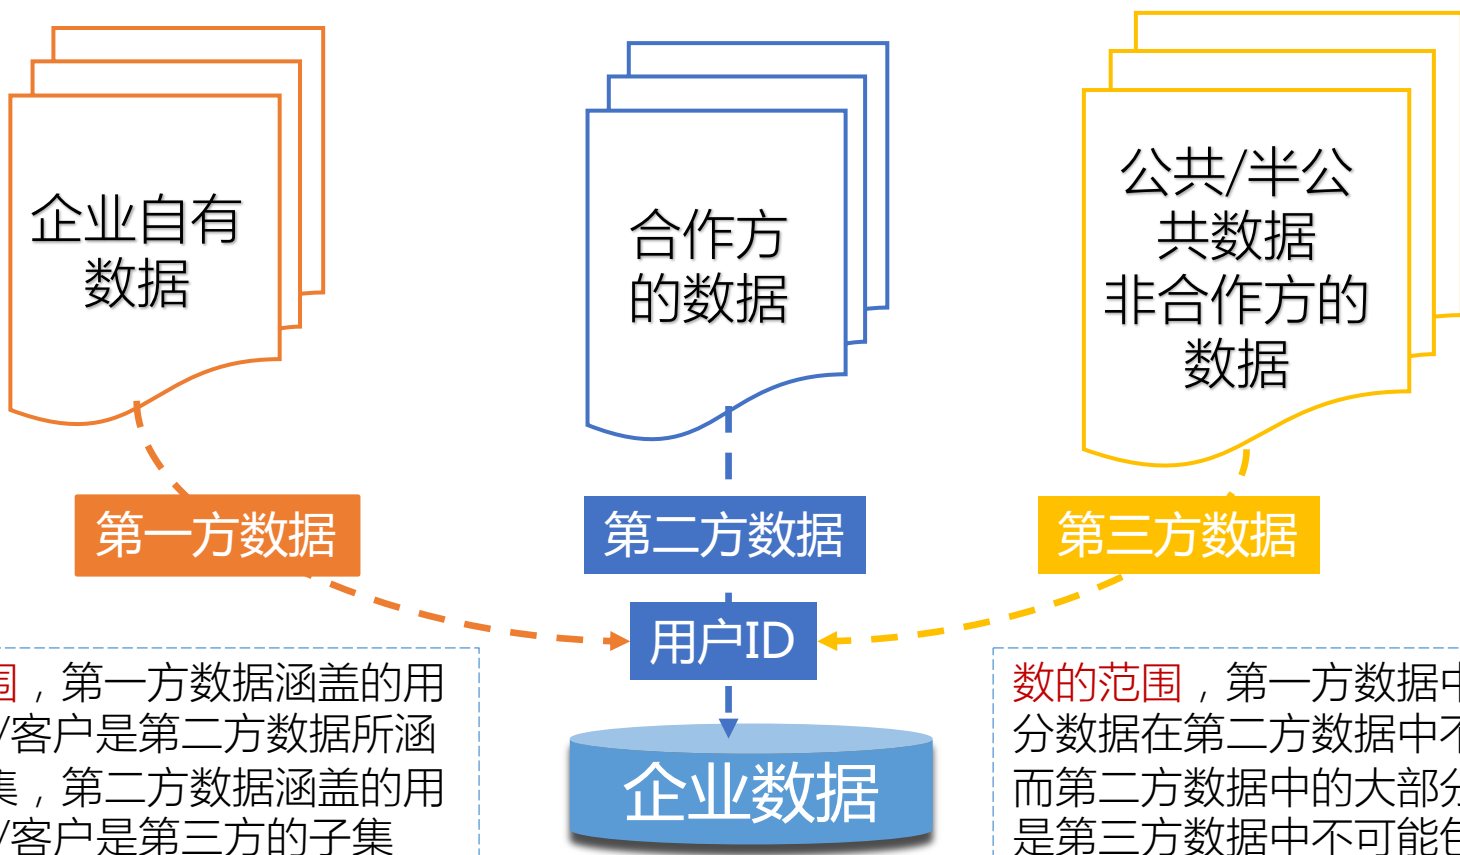 企业自有
数据
合作方
的数据
公共/半公
共数据
非合作方的
数据
第一方数据
第二方数据
第三方数据
用户ID
企业数据
围，第一方数据涵盖的用
/客户是第二方数据所涵
集，第二方数据涵盖的用
/客户是第三方的子集
数的范围，第一方数据中
分数据在第二方数据中不
而第二方数据中的大部分
是第三方数据中不可能包